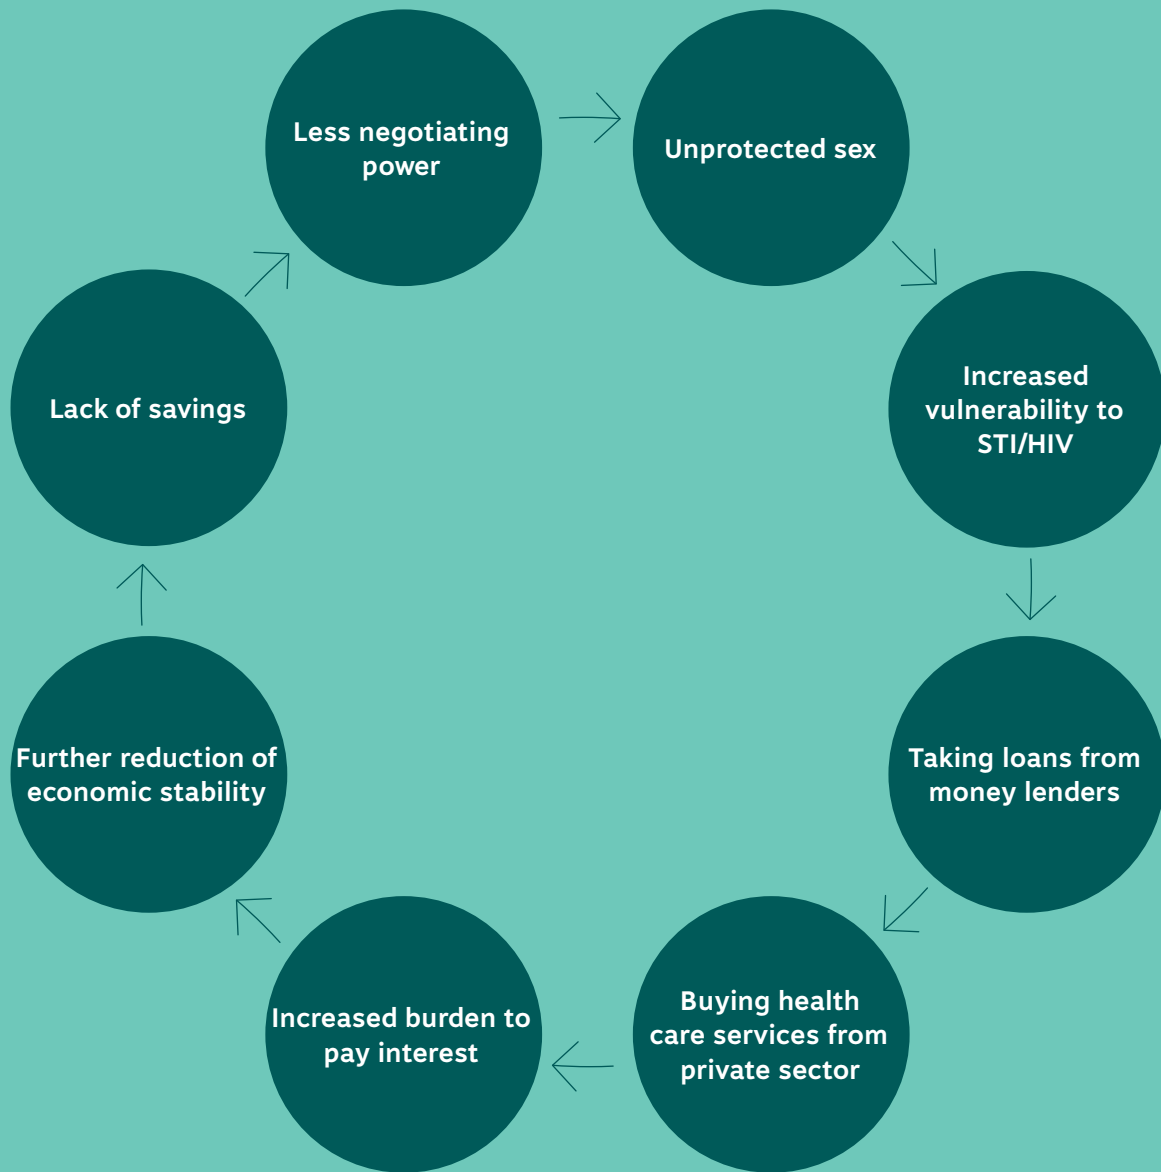 Less negotiating
power
Unprotected sex
Increased
vulnerability to
STI/HIV
Taking loans from
money lenders
Buying health
care services from
private sector
Increased burden to
pay interest
Further reduction of
economic stability
Lack of savings